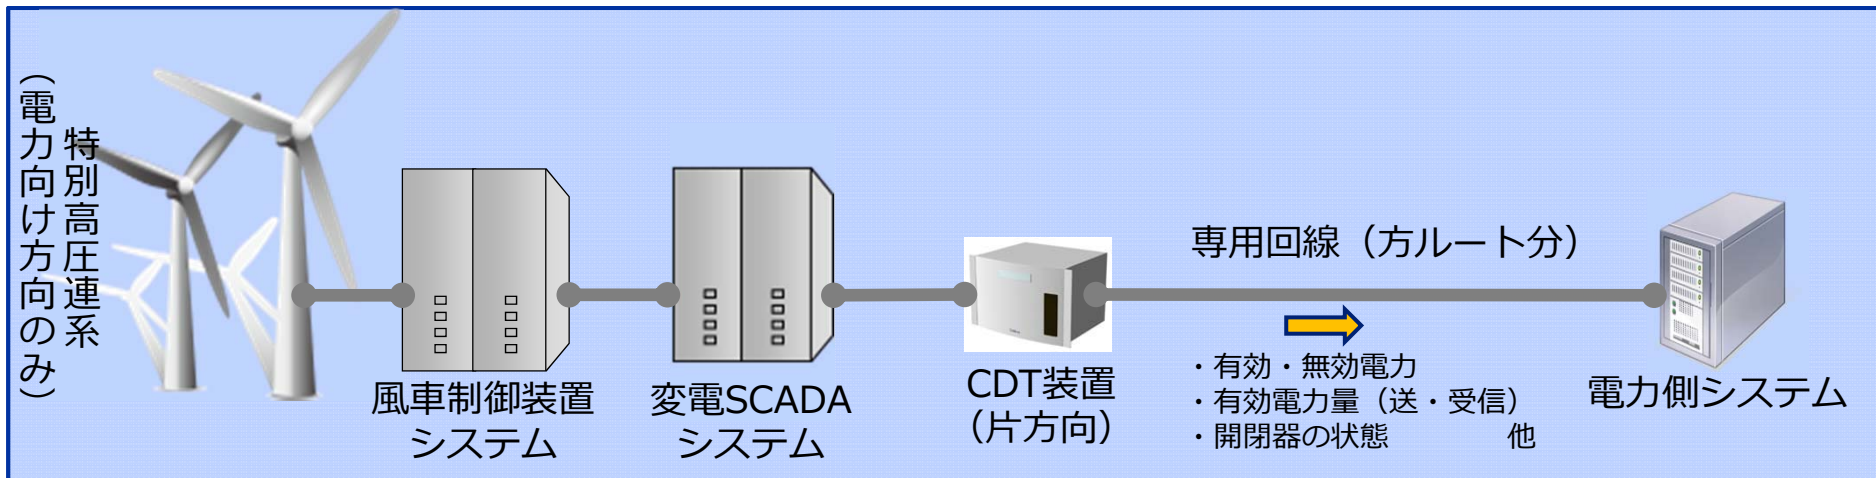 特別高圧連系
（電力向け方向のみ）
風車制御装置
システム
変電SCADA
システム
CDT装置
（片方向）
専用回線（方ルート分）
・有効・無効電力
・有効電力量（送・受信）
・開閉器の状態　　　　他
電力側システム